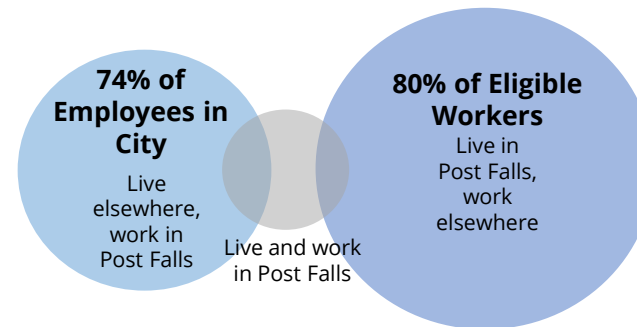 74% of
Employees in
City
Live
elsewhere,
work in
Post Falls
Live and work
in Post Falls
80% of Eligible
Workers
Live in
Post Falls,
work
elsewhere